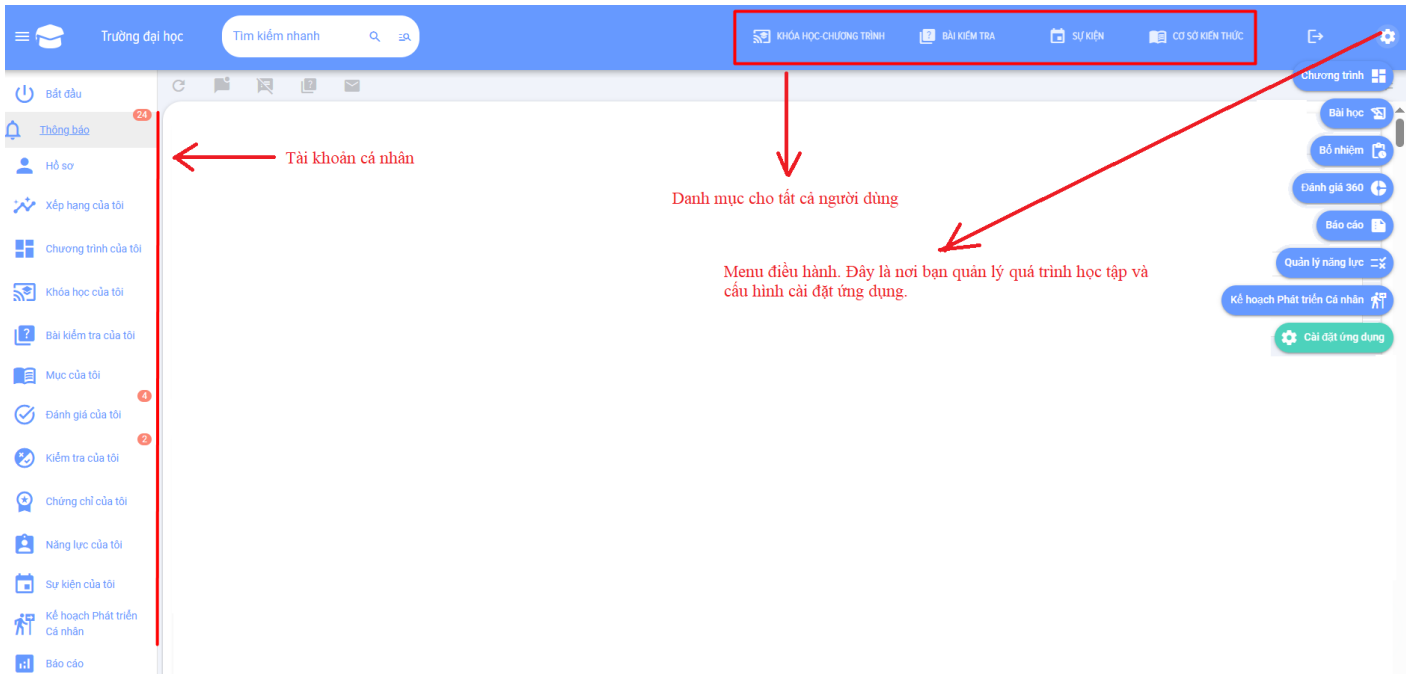 Trường đại học
Tìm kiếm nhanh
KHÓA HỌC-CHƯƠNG TRÌNH
BÀI KIỂM TRA
SỰ KIỆN
CƠ SỞ KIẾN THỨC
Chương trình
Bài học
Bổ nhiệm
Đánh giá 360
Báo cáo
Quản lý năng lực
Kế hoạch Phát triển Cá nhân
Cài đặt ứng dụng
Bắt đầu
24
Thông báo
Hồ sơ
Xếp hạng của tôi
Chương trình của tôi
Khóa học của tôi
Bài kiểm tra của tôi
Mục của tôi
4
Đánh giá của tôi
2
Kiểm tra của tôi
Chứng chỉ của tôi
Năng lực của tôi
Sự kiện của tôi
Kế hoạch Phát triển
Cá nhân
Báo cáo
Tài khoản cá nhân
Danh mục cho tất cả người dùng
Menu điều hành. Đây là nơi bạn quản lý quá trình học tập và
cấu hình cài đặt ứng dụng.